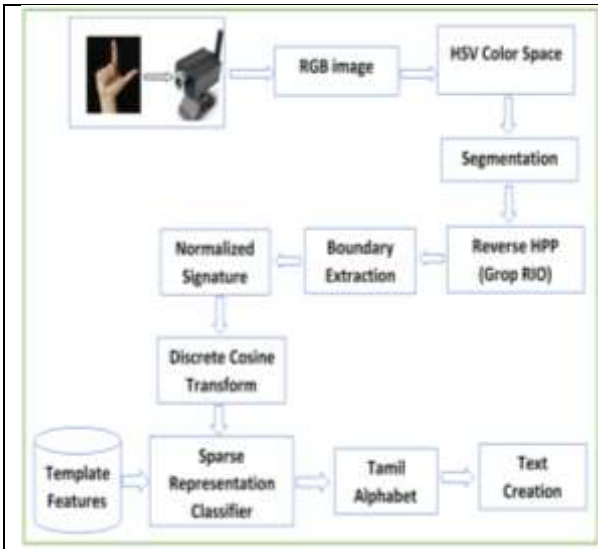 RGB image
HSV Color Space
Segmentation
Reverse HPP
(Grop RIO)
Boundary
Extraction
Normalized
Signature
Discrete Cosine
Transform
Template
Features
Sparse
Representation
Classifier
Tamil
Alphabet
Text
Creation